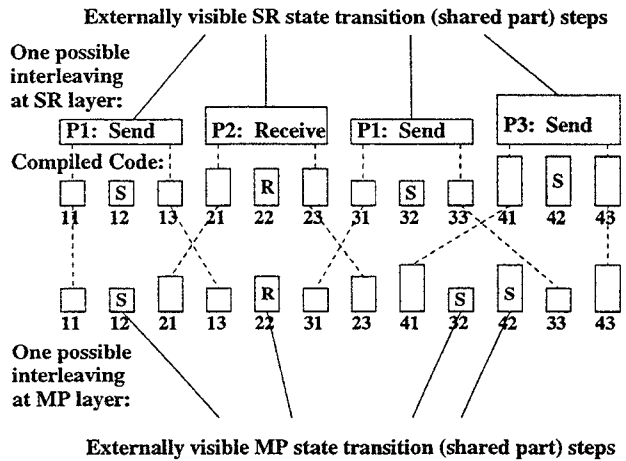 Externally visible SR state transition (shared part) steps
One possible
interleaving
at SR layer:
P1: Send P2: Receive P1: Send P3: Send
Compiled Code:
S R S S
11 12 13 21 22 23 31 32 33 41 42 43
S R S S
11 12 21 13 22 31 23 41 32 42 33 43
One possible
interleaving
at MP layer:
Externally visible MP state transition (shared part) steps